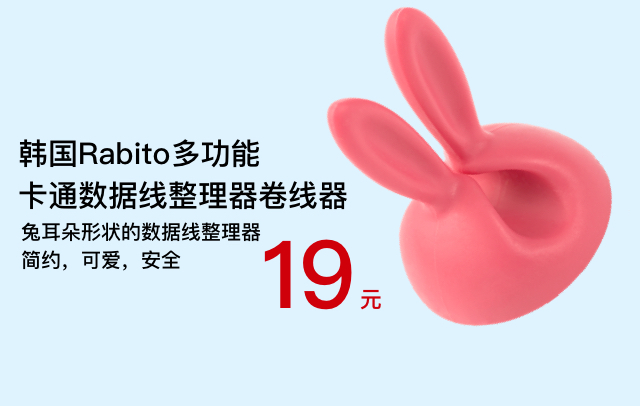 韩国Rabito多功能
卡通数据线整理器卷线器
兔耳朵形状的数据线整理器
简约，可爱，安全
19元